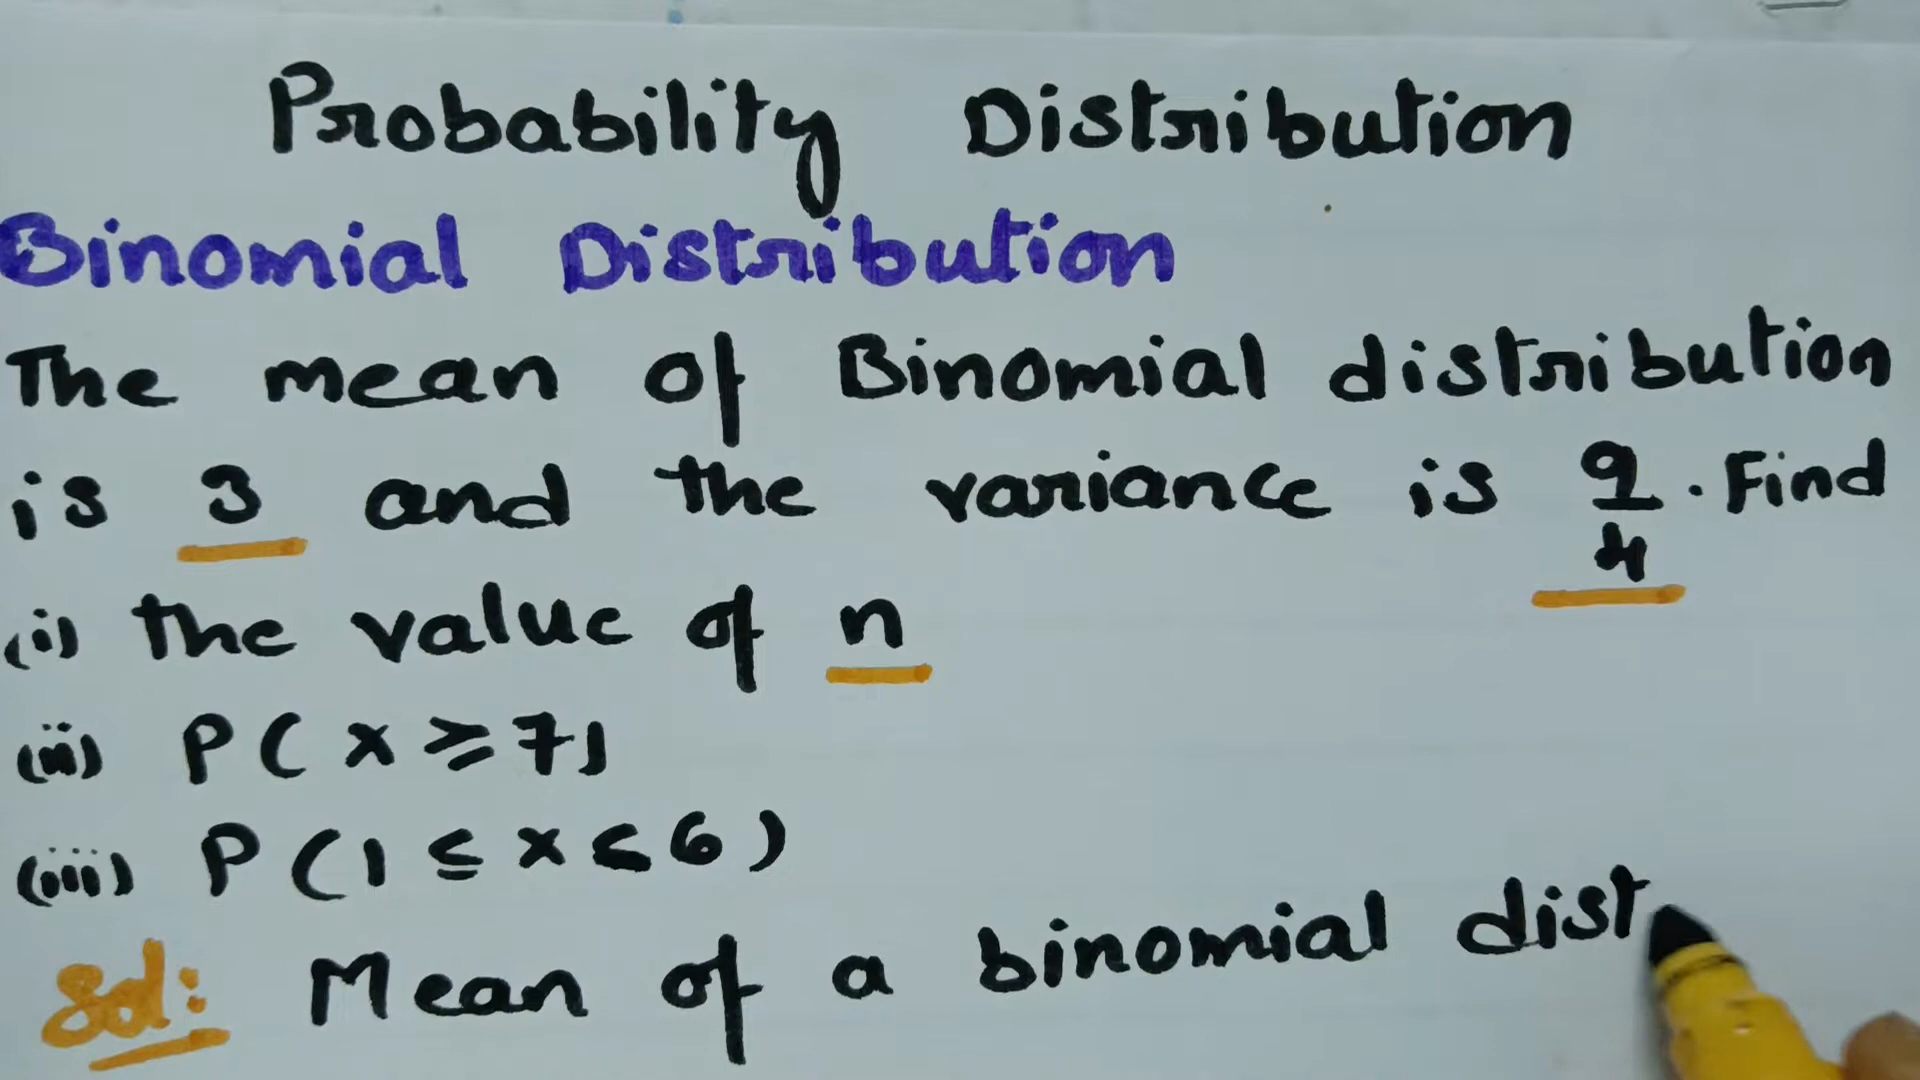 Probability Distribution
Binomial Distribution
The mean of Binomial distribution
is 3 and the variance is 9/4. Find
(i) the value of n
(ii) P(x ≥ 7)
(iii) P(1 ≤ x < 6)
Sol: Mean of a binomial dist